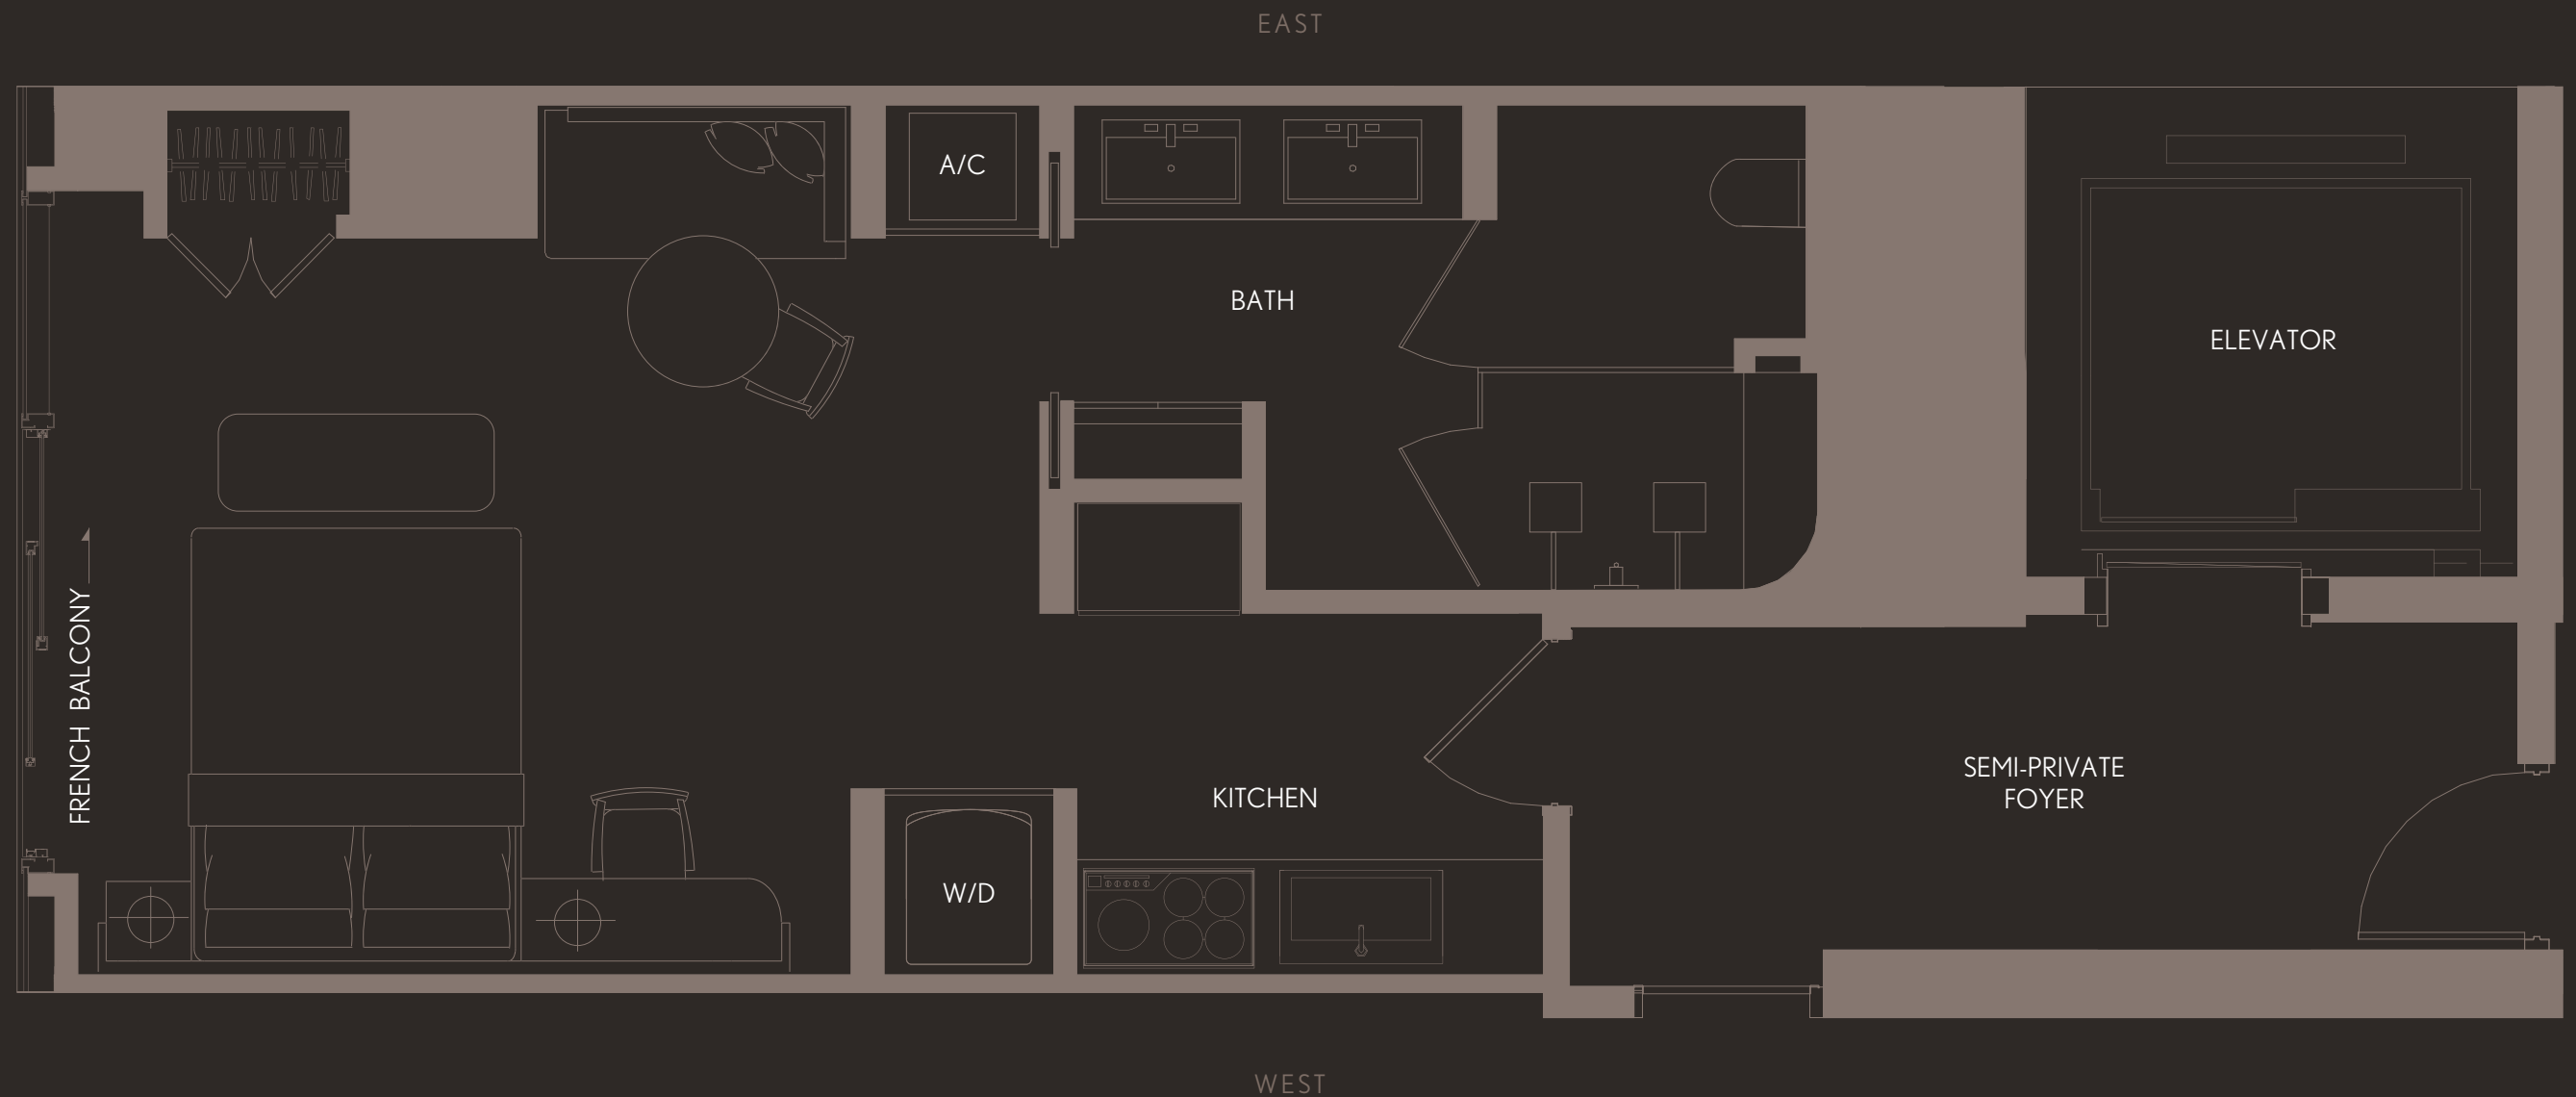 EAST
A/C
BATH
ELEVATOR
FRENCH BALCONY
SEMI-PRIVATE
FOYER
KITCHEN
W/D
WEST